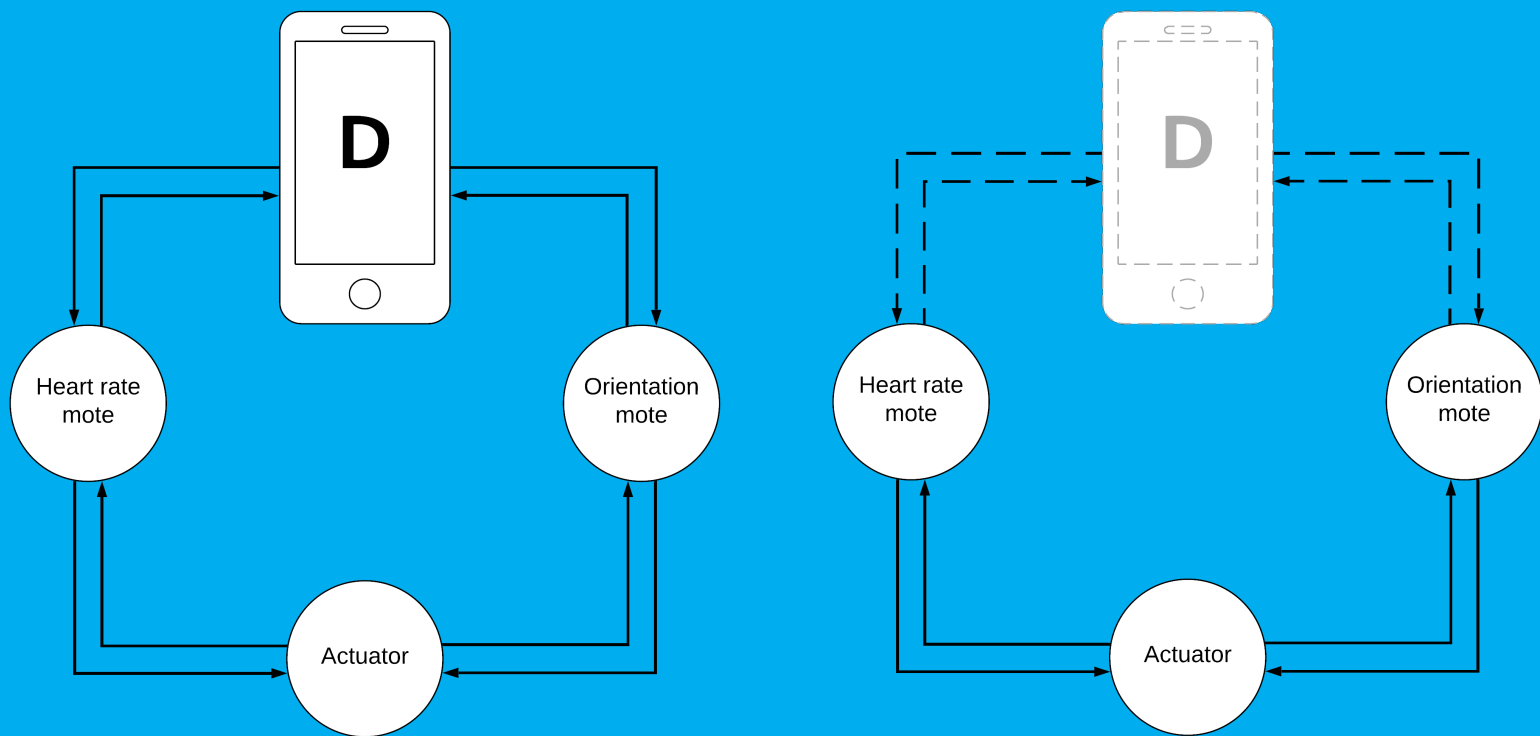 D
Heart rate
mote
Orientation
mote
Actuator
D
Heart rate
mote
Orientation
mote
Actuator